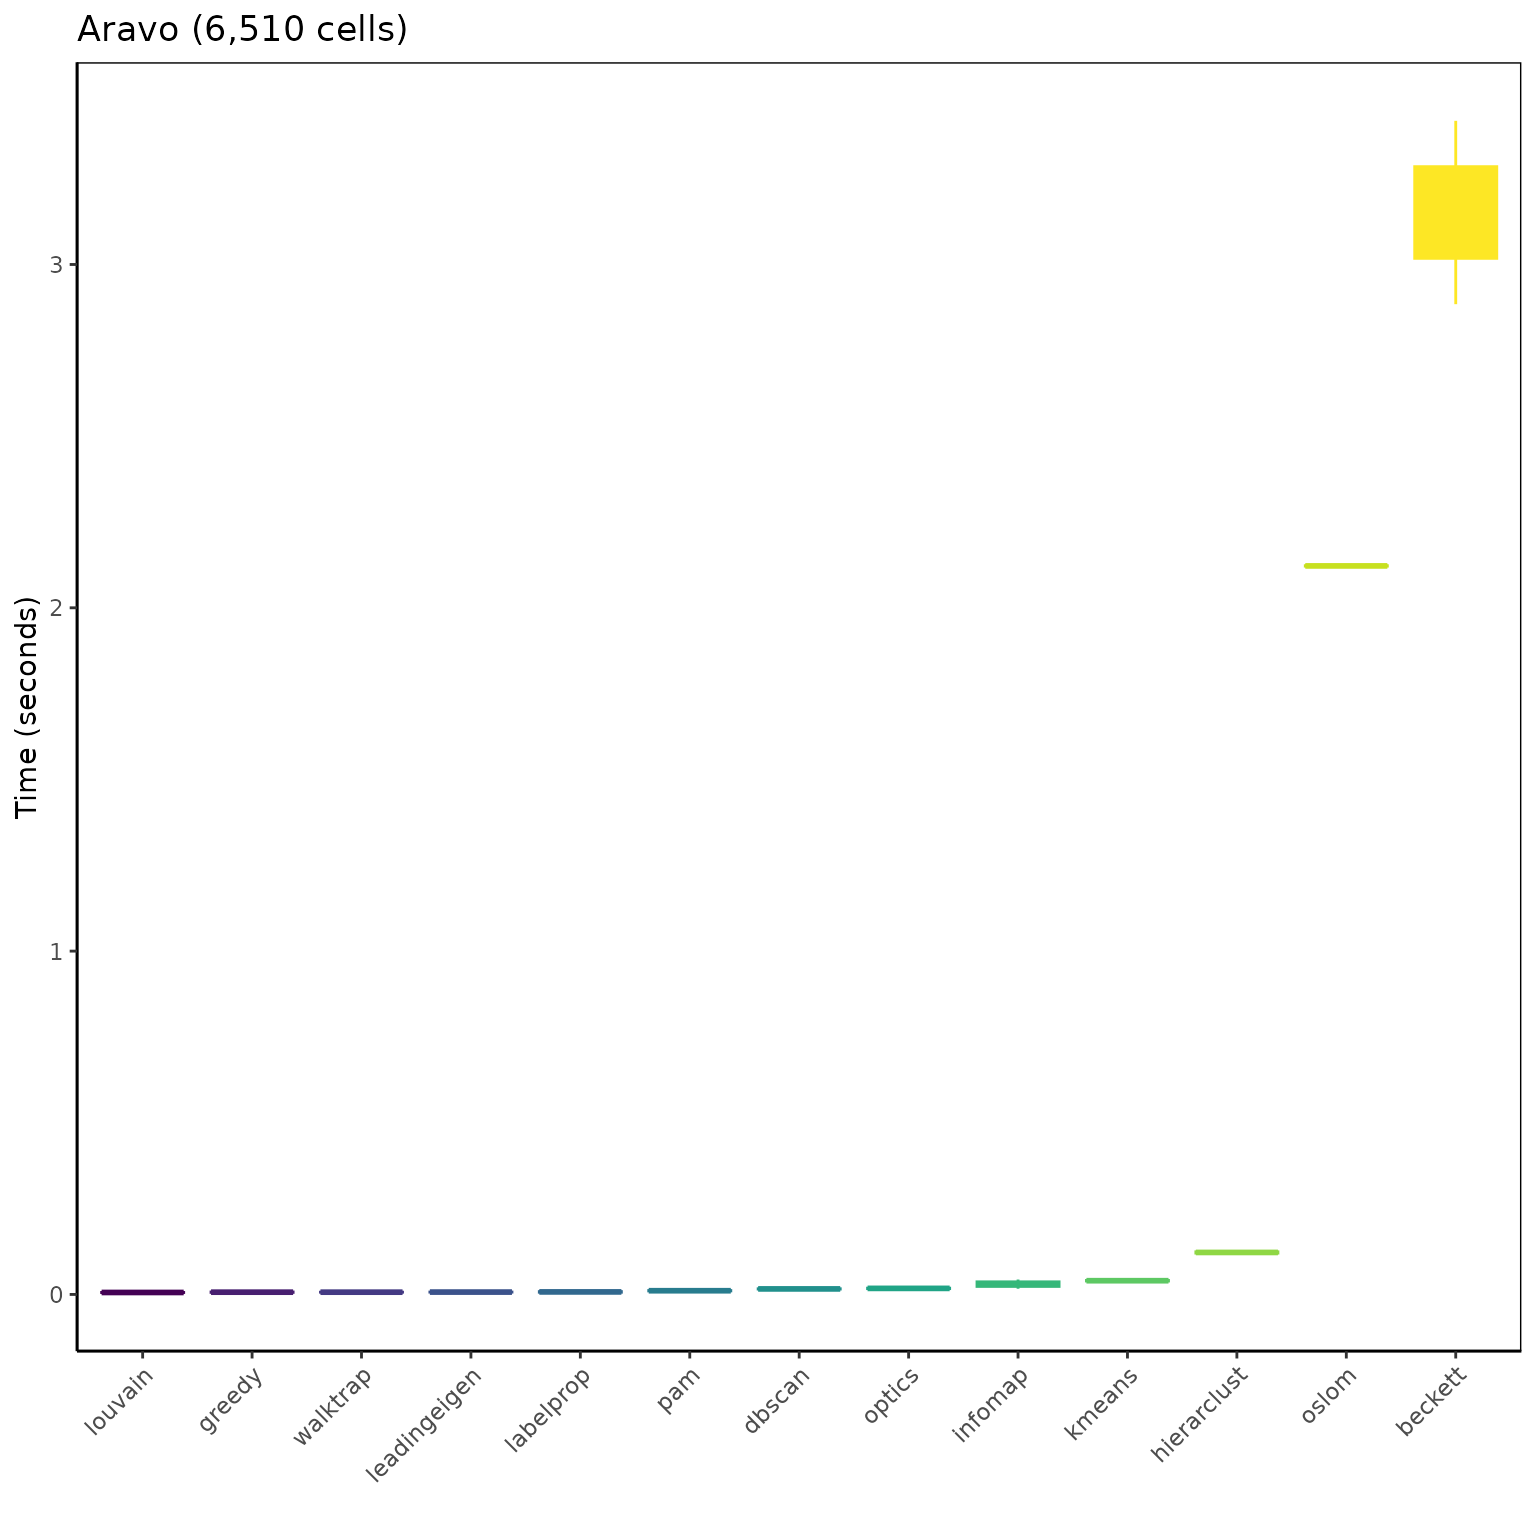 Aravo (6,510 cells)
Time (seconds)
3
2
1
0
louvain
greedy
walktrap
leadingeigen
labelprop
pam
dbscan
optics
infomap
kmeans
hierarclust
oslom
beckett